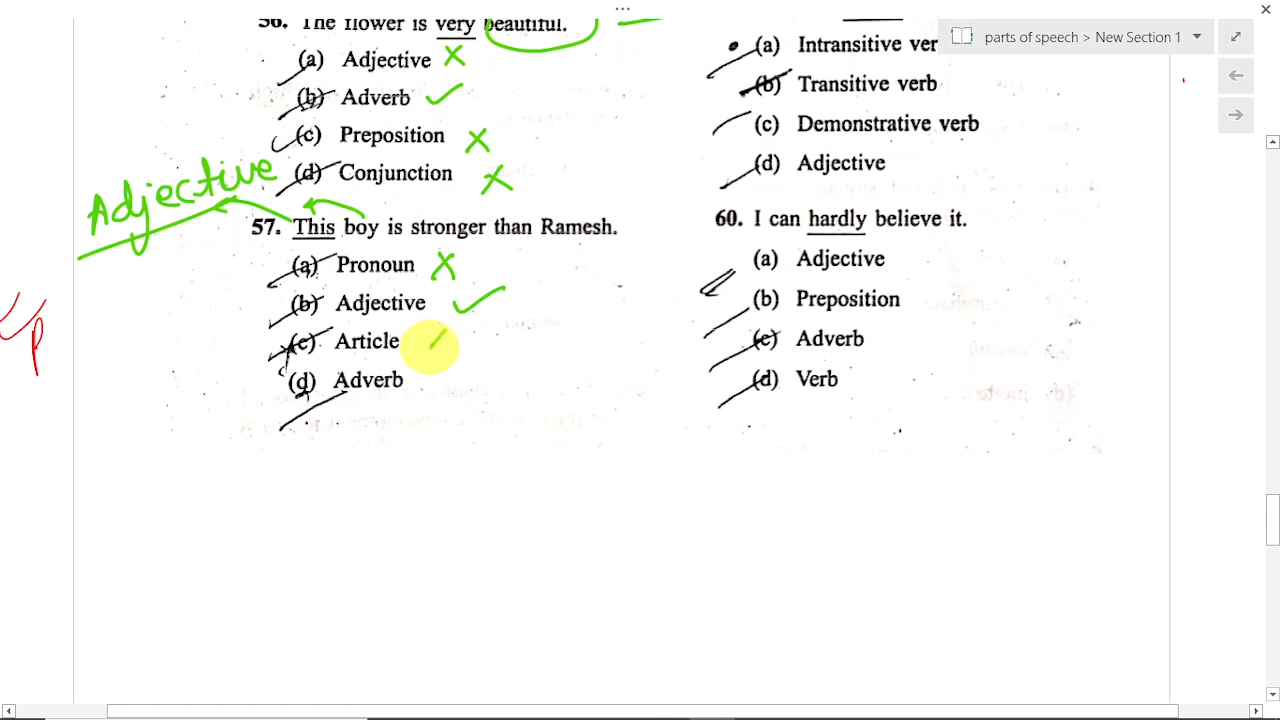 56. The flower is very beautiful.
(a) Adjective
(b) Adverb
(c) Preposition
(d) Conjunction
Adjective
57. This boy is stronger than Ramesh.
(a) Pronoun
(b) Adjective
(c) Article
(d) Adverb
p
parts of speech > New Section 1
(a) Intransitive ver
(b) Transitive verb
(c) Demonstrative verb
(d) Adjective
60. I can hardly believe it.
(a) Adjective
(b) Preposition
(c) Adverb
(d) Verb